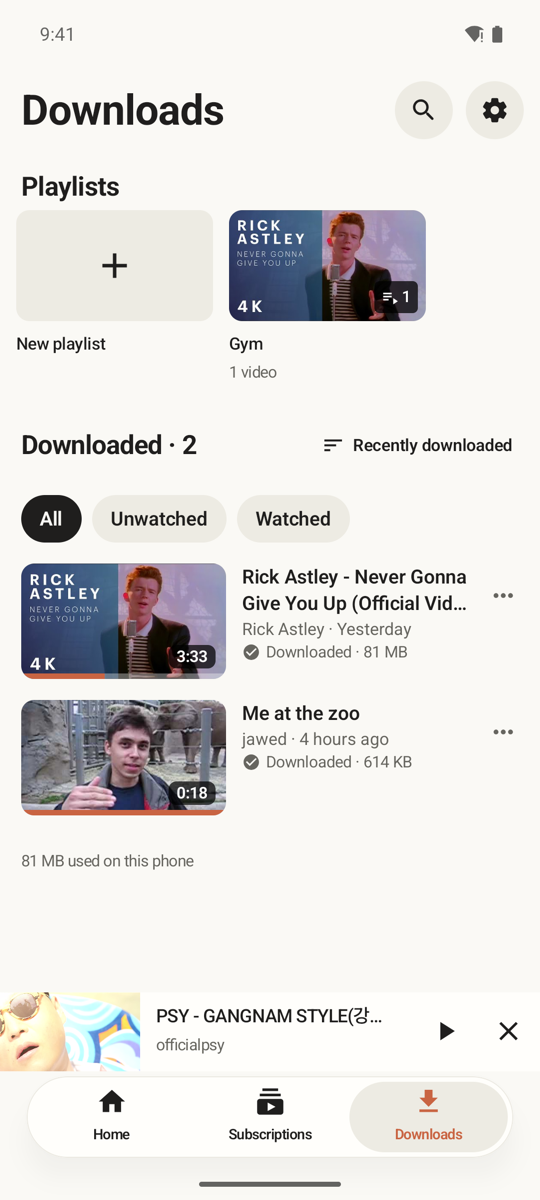 9:41
Downloads
Playlists
RICK
ASTLEY
NEVER GONNA
GIVE YOU UP
4K
1
New playlist
Gym
1 video
Downloaded · 2
Recently downloaded
All
Unwatched
Watched
RICK
ASTLEY
NEVER GONNA
GIVE YOU UP
4K
3:33
Rick Astley - Never Gonna
Give You Up (Official Vid...
Rick Astley · Yesterday
Downloaded · 81 MB
0:18
Me at the zoo
jawed · 4 hours ago
Downloaded · 614 KB
81 MB used on this phone
PSY - GANGNAM STYLE(강...
officialpsy
Home
Subscriptions
Downloads